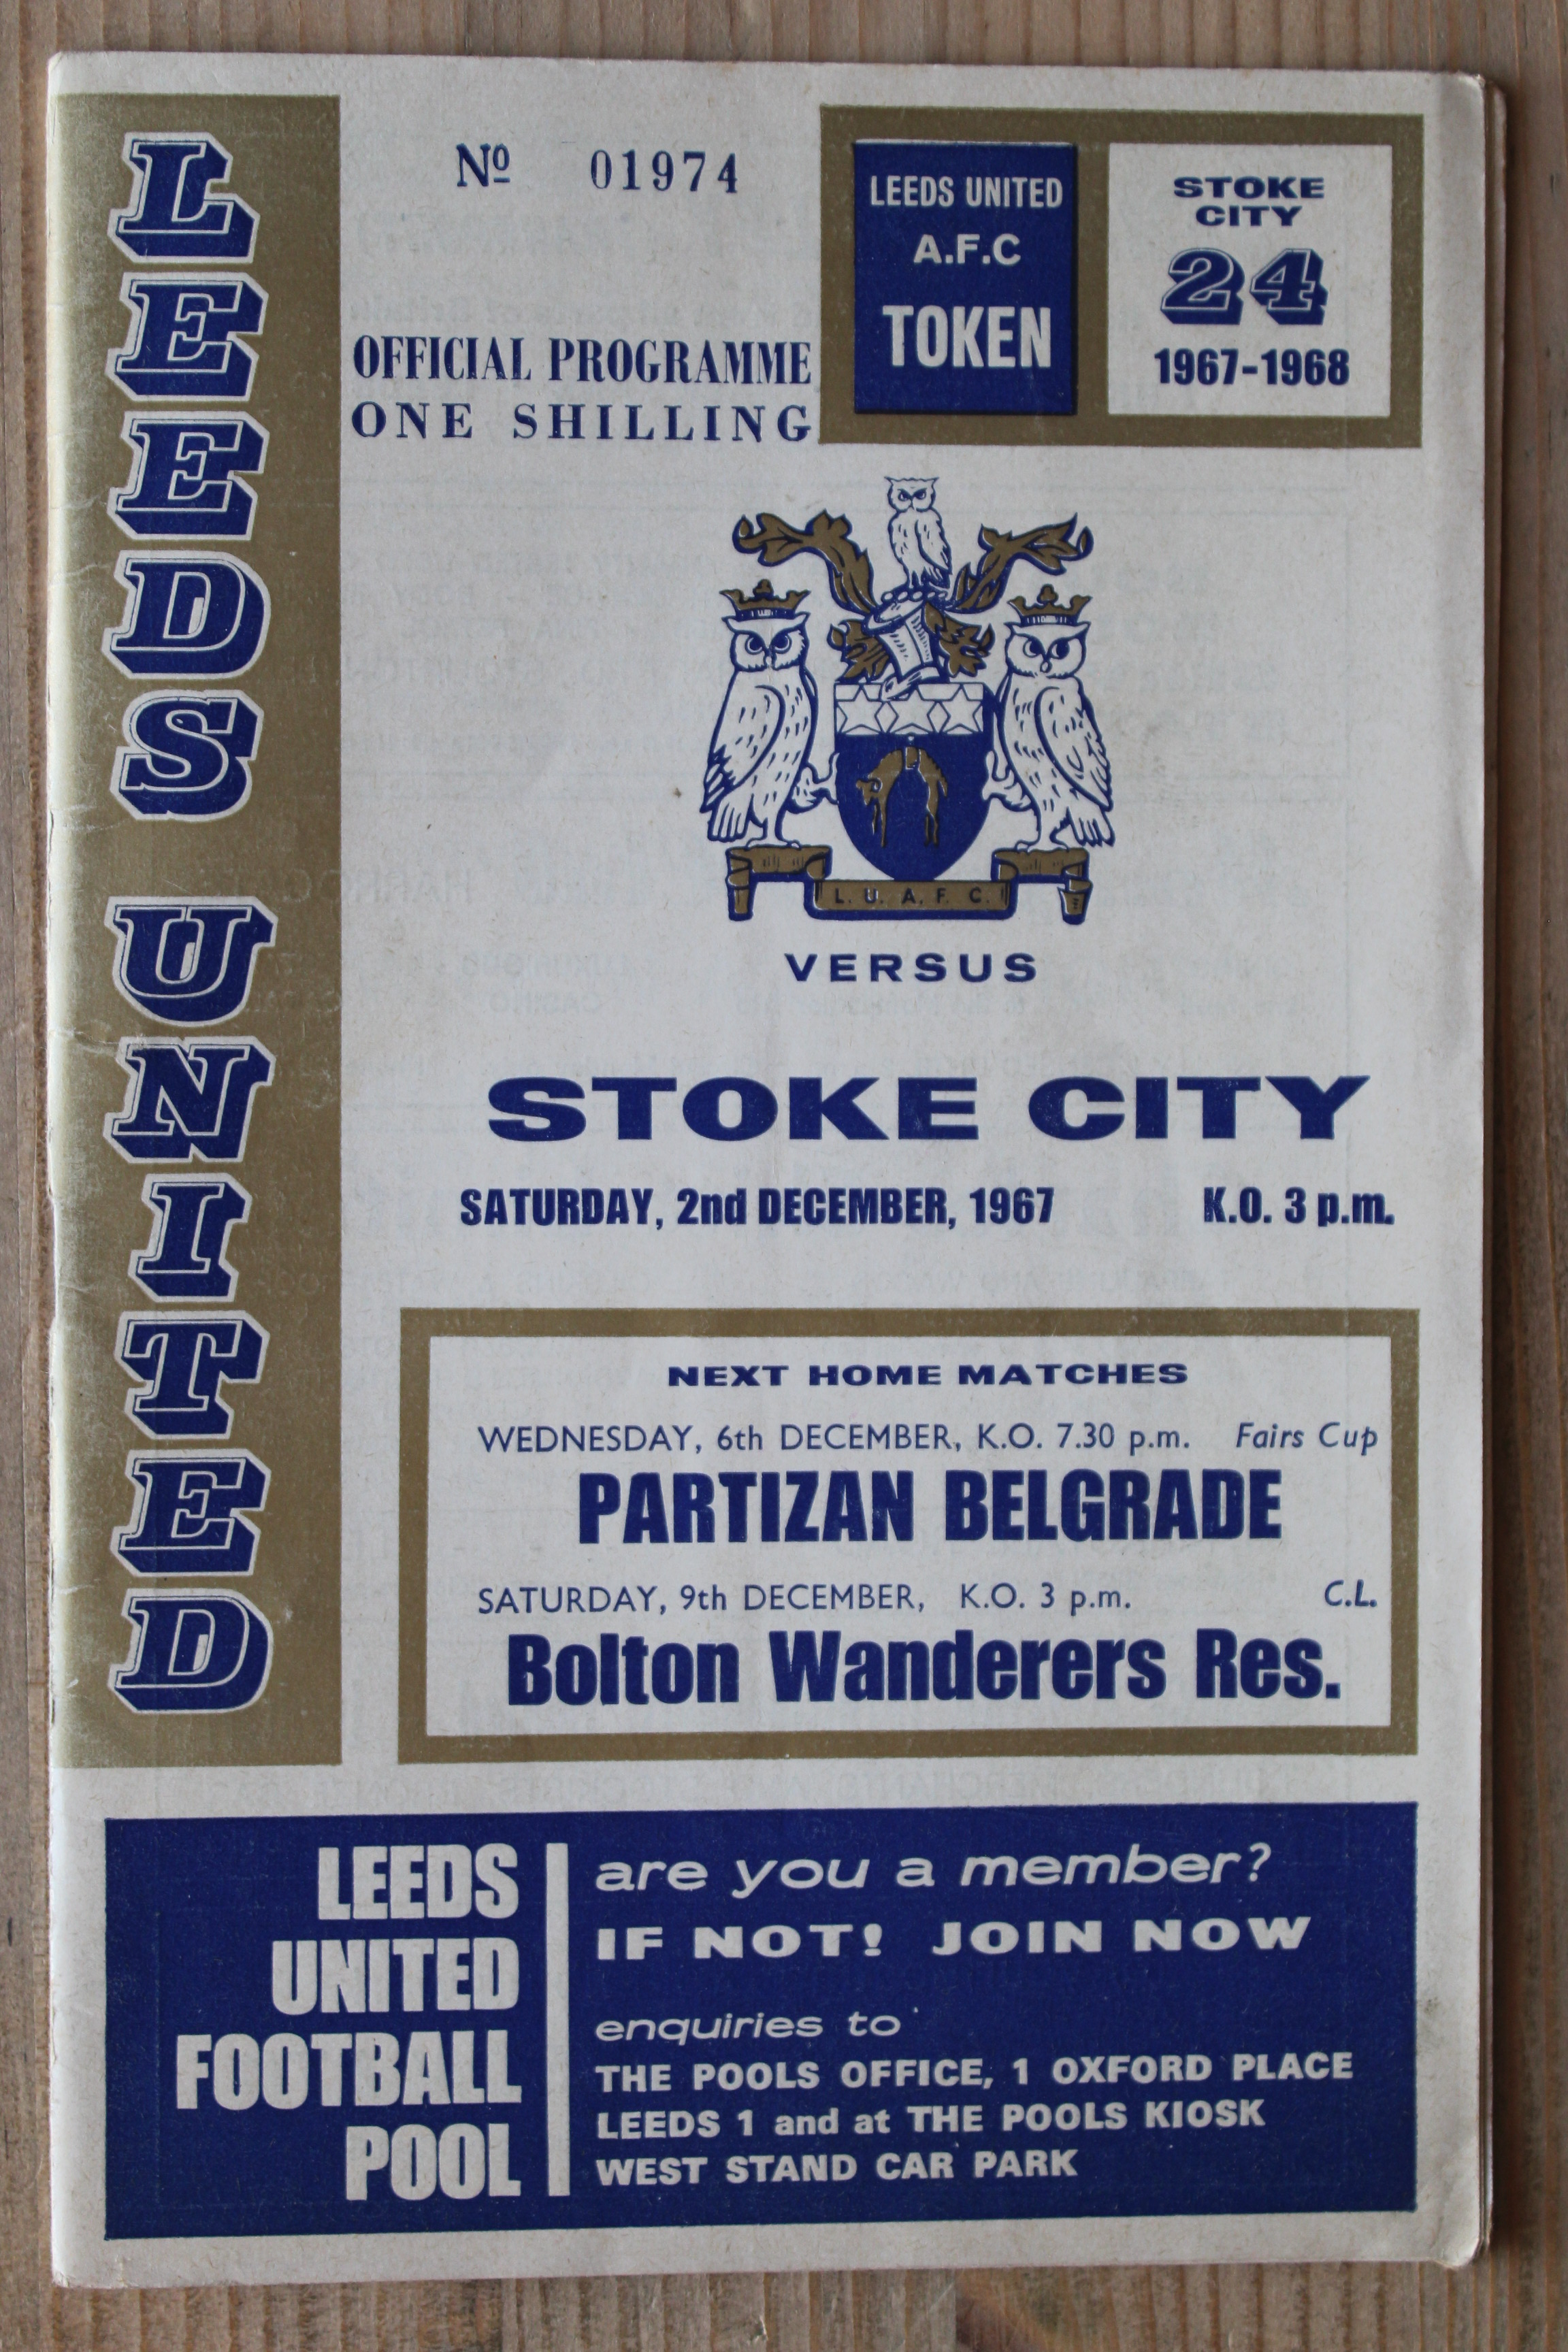 LEEDS UNITED
Nº 01974
OFFICIAL PROGRAMME
ONE SHILLING
LEEDS UNITED
A.F.C
TOKEN
STOKE
CITY
24
1967-1968
L. U. A. F. C.
VERSUS
STOKE CITY
SATURDAY, 2nd DECEMBER, 1967 K.O. 3 p.m.
NEXT HOME MATCHES
WEDNESDAY, 6th DECEMBER, K.O. 7.30 p.m. Fairs Cup
PARTIZAN BELGRADE
SATURDAY, 9th DECEMBER, K.O. 3 p.m. C.L.
Bolton Wanderers Res.
LEEDS
UNITED
FOOTBALL
POOL
are you a member?
IF NOT! JOIN NOW
enquiries to
THE POOLS OFFICE, 1 OXFORD PLACE
LEEDS 1 and at THE POOLS KIOSK
WEST STAND CAR PARK